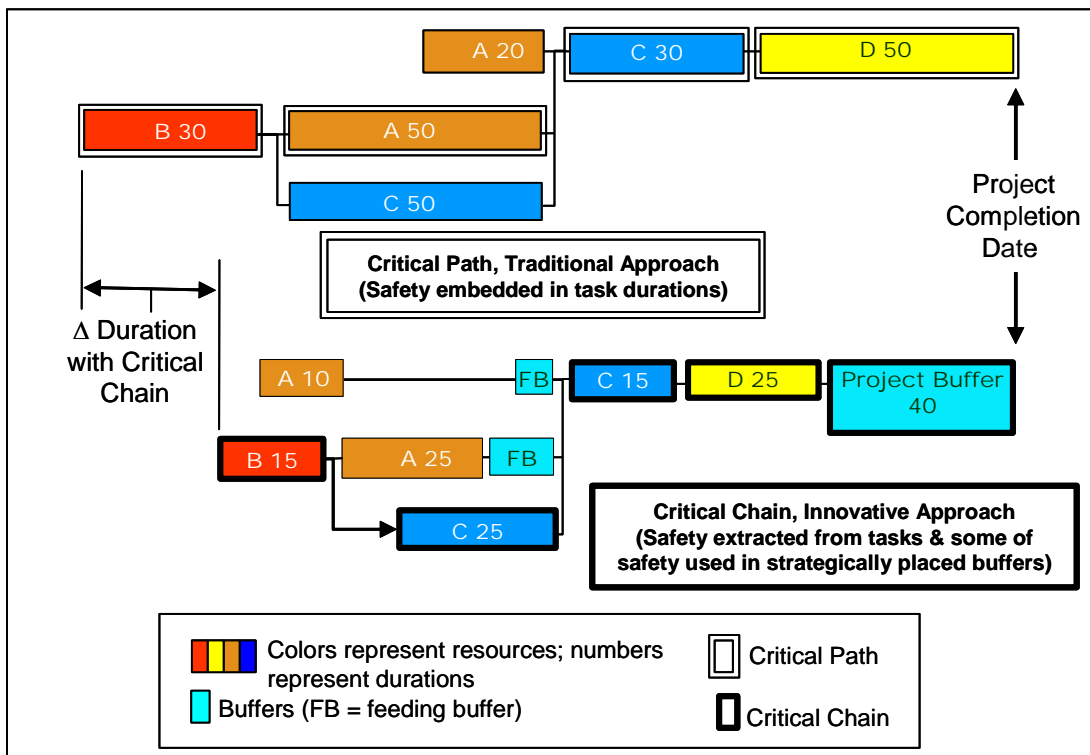 A 20
C 30
D 50
B 30
A 50
C 50
Project
Completion
Date
Critical Path, Traditional Approach
(Safety embedded in task durations)
Δ Duration
with Critical
Chain
A 10
FB
C 15
D 25
Project Buffer
40
B 15
A 25
FB
C 25
Critical Chain, Innovative Approach
(Safety extracted from tasks & some of
safety used in strategically placed buffers)
Colors represent resources; numbers
represent durations
Buffers (FB = feeding buffer)
Critical Path
Critical Chain